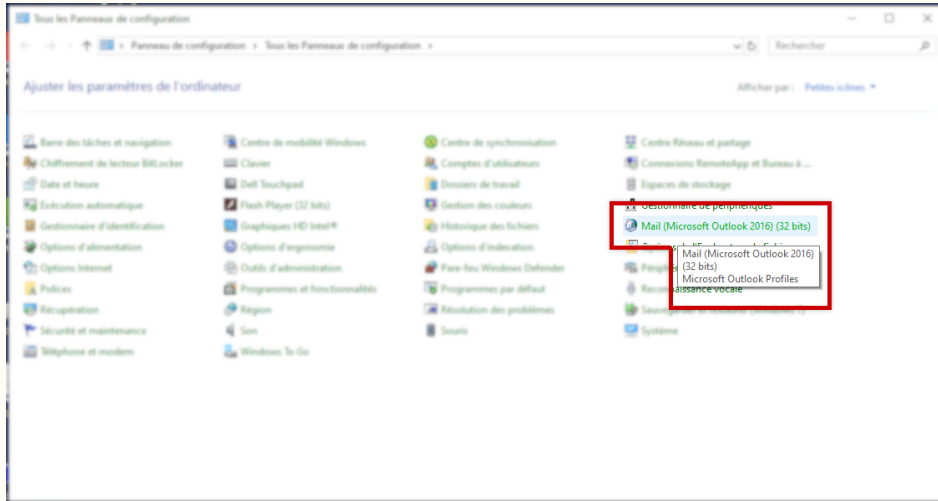 Tous les Panneaux de configuration
Panneau de configuration › Tous les Panneaux de configuration ›
Rechercher
Ajuster les paramètres de l'ordinateur
Afficher par : Petites icônes
Barre des tâches et navigation
Centre de mobilité Windows
Centre de synchronisation
Centre Réseau et partage
Chiffrement de lecteur BitLocker
Clavier
Comptes d'utilisateurs
Connexions RemoteApp et Bureau à ...
Date et heure
Dell Touchpad
Dossiers de travail
Espaces de stockage
Exécution automatique
Flash Player (32 bits)
Gestion des couleurs
Gestionnaire de périphériques
Gestionnaire d'identification
Graphiques HD Intel®
Historique des fichiers
Mail (Microsoft Outlook 2016) (32 bits)
Options d'alimentation
Options d'ergonomie
Options d'indexation
Mail (Microsoft Outlook 2016)
(32 bits)
Microsoft Outlook Profiles
Options Internet
Outils d'administration
Pare-feu Windows Defender
Polices
Programmes et fonctionnalités
Programmes par défaut
Reconnaissance vocale
Récupération
Région
Résolution des problèmes
Sécurité et maintenance
Son
Souris
Système
Téléphone et modem
Windows To Go